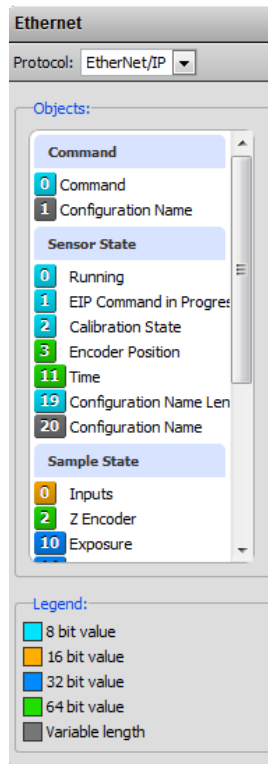 Ethernet
Protocol: EtherNet/IP
Objects:
Command
0 Command
1 Configuration Name
Sensor State
0 Running
1 EIP Command in Progres
2 Calibration State
3 Encoder Position
11 Time
19 Configuration Name Len
20 Configuration Name
Sample State
0 Inputs
2 Z Encoder
10 Exposure
Legend:
8 bit value
16 bit value
32 bit value
64 bit value
Variable length